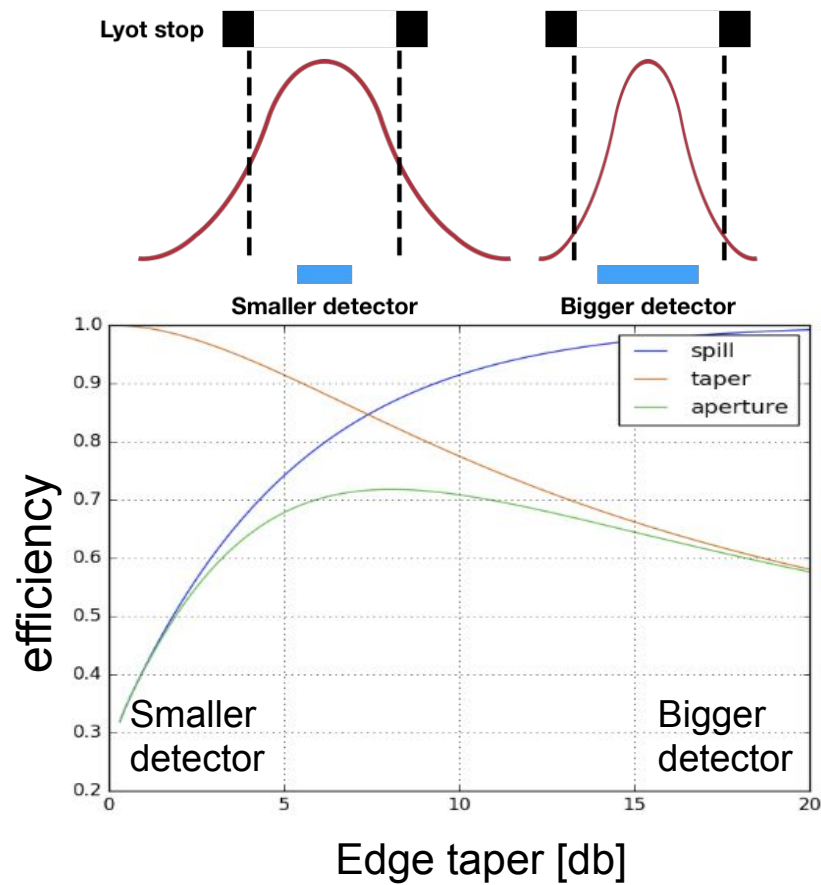 Lyot stop
Smaller detector
Bigger detector
1.0
0.9
0.8
0.7
0.6
0.5
0.4
0.3
0.2
efficiency
spill
taper
aperture
Smaller
detector
Bigger
detector
0
5
10
15
20
Edge taper [db]